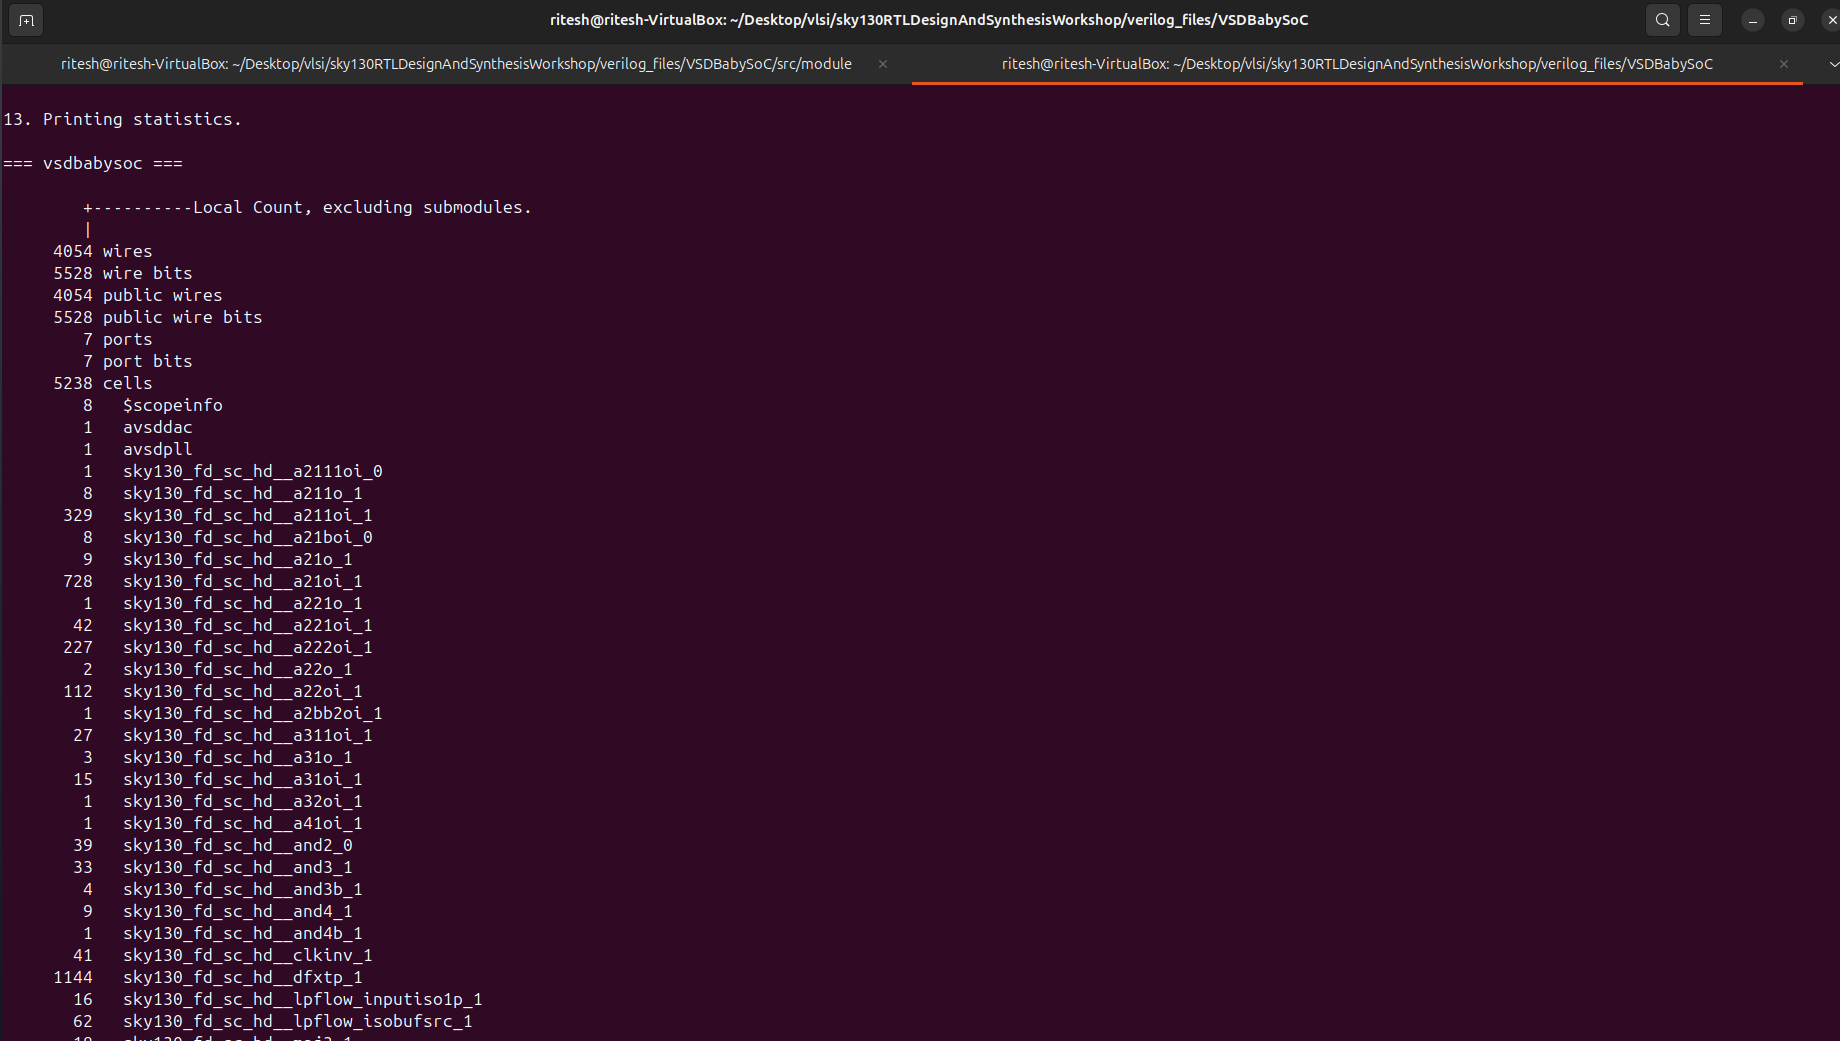 ritesh@ritesh-VirtualBox: ~/Desktop/vlsi/sky130RTLDesignAndSynthesisWorkshop/verilog_files/VSDBabySoC
ritesh@ritesh-VirtualBox: ~/Desktop/vlsi/sky130RTLDesignAndSynthesisWorkshop/verilog_files/VSDBabySoC/src/module
ritesh@ritesh-VirtualBox: ~/Desktop/vlsi/sky130RTLDesignAndSynthesisWorkshop/verilog_files/VSDBabySoC
13. Printing statistics.
=== vsdbabysoc ===
+----------Local Count, excluding submodules.
|
4054 wires
5528 wire bits
4054 public wires
5528 public wire bits
7 ports
7 port bits
5238 cells
8 $scopeinfo
1 avsddac
1 avsdpll
1 sky130_fd_sc_hd__a2111oi_0
8 sky130_fd_sc_hd__a211o_1
329 sky130_fd_sc_hd__a211oi_1
8 sky130_fd_sc_hd__a21boi_0
9 sky130_fd_sc_hd__a21o_1
728 sky130_fd_sc_hd__a21oi_1
1 sky130_fd_sc_hd__a221o_1
42 sky130_fd_sc_hd__a221oi_1
227 sky130_fd_sc_hd__a222oi_1
2 sky130_fd_sc_hd__a22o_1
112 sky130_fd_sc_hd__a22oi_1
1 sky130_fd_sc_hd__a2bb2oi_1
27 sky130_fd_sc_hd__a311oi_1
3 sky130_fd_sc_hd__a31o_1
15 sky130_fd_sc_hd__a31oi_1
1 sky130_fd_sc_hd__a32oi_1
1 sky130_fd_sc_hd__a41oi_1
39 sky130_fd_sc_hd__and2_0
33 sky130_fd_sc_hd__and3_1
4 sky130_fd_sc_hd__and3b_1
9 sky130_fd_sc_hd__and4_1
1 sky130_fd_sc_hd__and4b_1
41 sky130_fd_sc_hd__clkinv_1
1144 sky130_fd_sc_hd__dfxtp_1
16 sky130_fd_sc_hd__lpflow_inputiso1p_1
62 sky130_fd_sc_hd__lpflow_isobufsrc_1